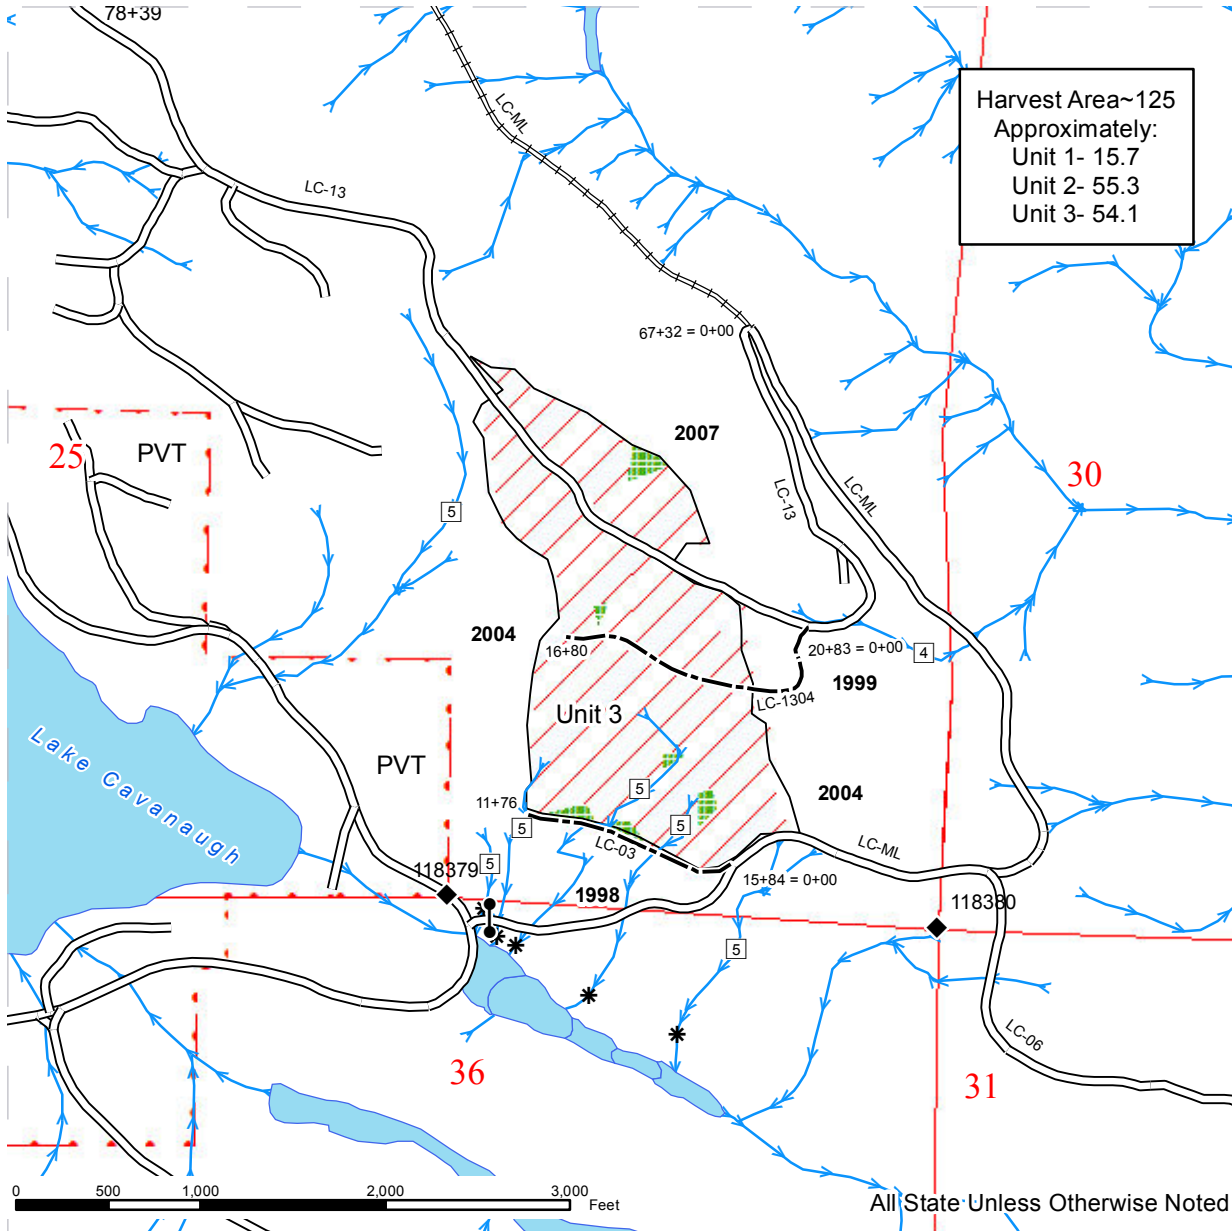 78+39
LC-ML
Harvest Area~125
Approximately:
Unit 1- 15.7
Unit 2- 55.3
Unit 3- 54.1
LC-13
67+32 = 0+00
2007
25
PVT
30
LC-13
LC-ML
5
2004
16+80
20+83 = 0+00
4
1999
LC-1304
Unit 3
Lake Cavanaugh
PVT
5
2004
11+76
5
5
LC-03
LC-ML
5
118379
15+84 = 0+00
1998
118380
5
LC-06
36
31
0 500 1,000 2,000 3,000
Feet
All State Unless Otherwise Noted